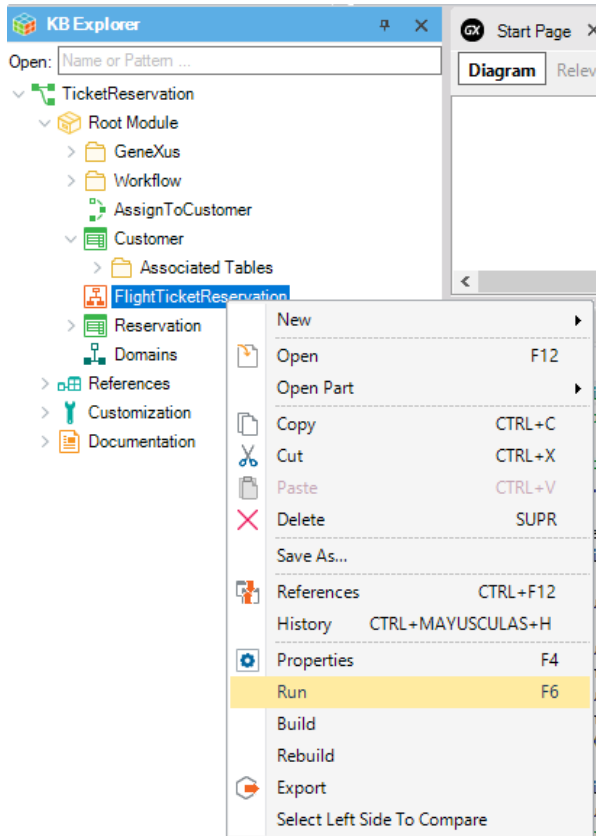 KB Explorer
GX Start Page
Open: Name or Pattern ...
Diagram Relev
TicketReservation
Root Module
GeneXus
Workflow
AssignToCustomer
Customer
Associated Tables
FlightTicketReservation
Reservation
Domains
References
Customization
Documentation
New
Open F12
Open Part
Copy CTRL+C
Cut CTRL+X
Paste CTRL+V
Delete SUPR
Save As...
References CTRL+F12
History CTRL+MAYUSCULAS+H
Properties F4
Run F6
Build
Rebuild
Export
Select Left Side To Compare